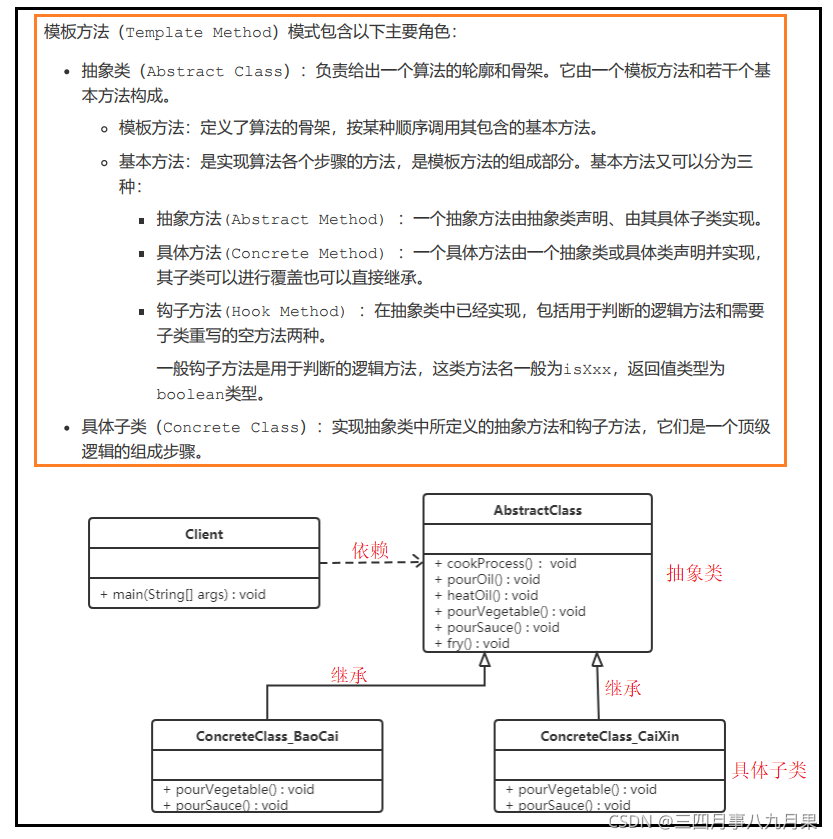 模板方法（Template Method）模式包含以下主要角色：
抽象类（Abstract Class）：负责给出一个算法的轮廓和骨架。它由一个模板方法和若干个基
本方法构成。
模板方法：定义了算法的骨架，按某种顺序调用其包含的基本方法。
基本方法：是实现算法各个步骤的方法，是模板方法的组成部分。基本方法又可以分为三
种：
抽象方法(Abstract Method) ：一个抽象方法由抽象类声明、由其具体子类实现。
具体方法(Concrete Method) ：一个具体方法由一个抽象类或具体类声明并实现，
其子类可以进行覆盖也可以直接继承。
钩子方法(Hook Method) ：在抽象类中已经实现，包括用于判断的逻辑方法和需要
子类重写的空方法两种。
一般钩子方法是用于判断的逻辑方法，这类方法名一般为isXxx，返回值类型为
boolean类型。
具体子类（Concrete Class）：实现抽象类中所定义的抽象方法和钩子方法，它们是一个顶级
逻辑的组成步骤。
Client
+ main(String[] args) : void
依赖
AbstractClass
+ cookProcess() : void
+ pourOil() : void
+ heatOil() : void
+ pourVegetable() : void
+ pourSauce() : void
+ fry() : void
抽象类
继承
继承
ConcreteClass_BaoCai
+ pourVegetable() : void
+ pourSauce() : void
ConcreteClass_CaiXin
+ pourVegetable() : void
+ pourSauce() : void
具体子类
CSDN @三四月事八九月果